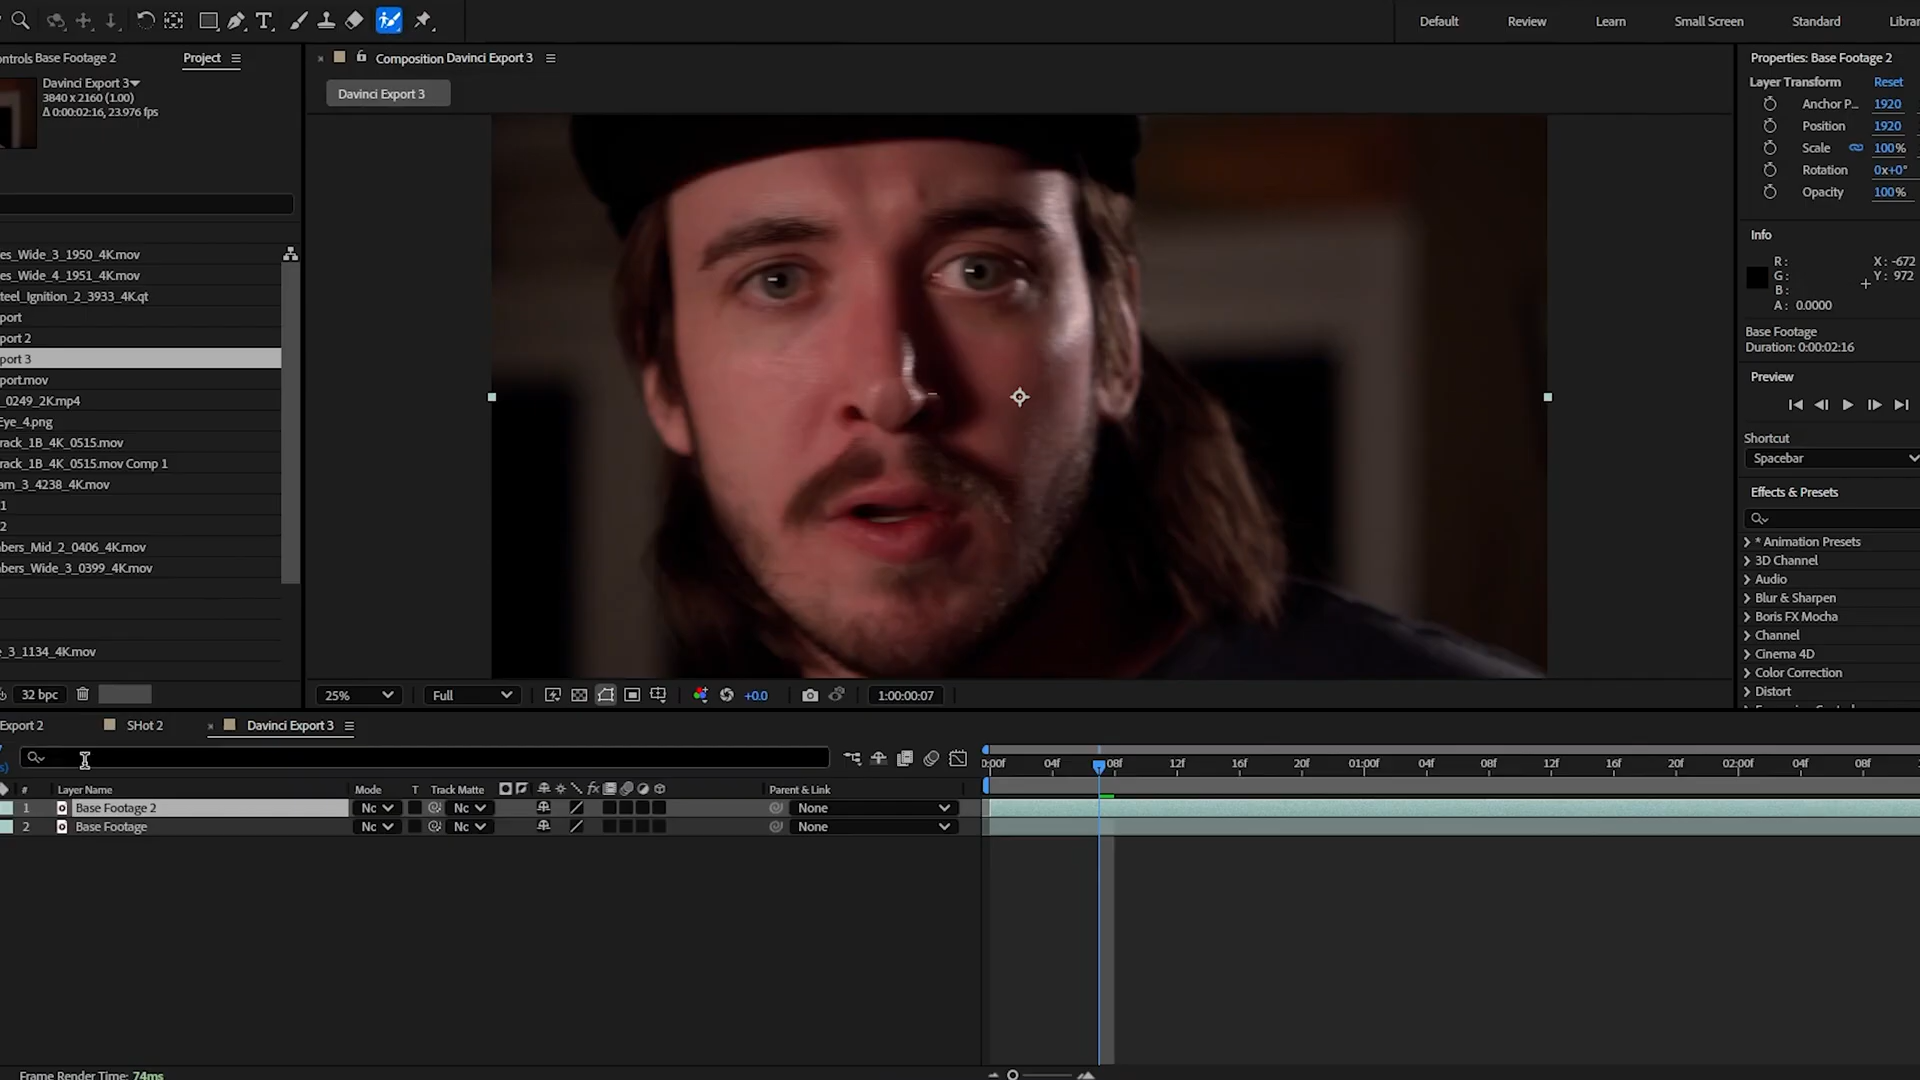 Default
Review
Learn
Small Screen
Standard
Librar
ontrols Base Footage 2
Project
Composition Davinci Export 3
Properties: Base Footage 2
Davinci Export 3
3840 x 2160 (1.00)
Δ 0:00:02:16, 23.976 fps
Davinci Export 3
Layer Transform
Reset
Anchor P...
1920
Position
1920
Scale
100%
Rotation
0x+0°
Opacity
100%
Info
R:
G:
B:
A: 0.0000
X: -672
Y: 972
Base Footage
Duration: 0:00:02:16
Preview
Shortcut
Spacebar
Effects & Presets
* Animation Presets
3D Channel
Audio
Blur & Sharpen
Boris FX Mocha
Channel
Cinema 4D
Color Correction
Distort
es_Wide_3_1950_4K.mov
es_Wide_4_1951_4K.mov
teel_Ignition_2_3933_4K.qt
port
port 2
port 3
port.mov
_0249_2K.mp4
Eye_4.png
rack_1B_4K_0515.mov
rack_1B_4K_0515.mov Comp 1
am_3_4238_4K.mov
1
2
bers_Mid_2_0406_4K.mov
bers_Wide_3_0399_4K.mov
e_3_1134_4K.mov
32 bpc
25%
Full
+0.0
1:00:00:07
Export 2
SHot 2
Davinci Export 3
s)
0:00f
04f
08f
12f
16f
20f
01:00f
04f
08f
12f
16f
20f
02:00f
04f
08f
#
Layer Name
Mode
T
Track Matte
fx
Parent & Link
1
Base Footage 2
Nc
Nc
None
2
Base Footage
Nc
Nc
None
Frame Render Time: 74ms